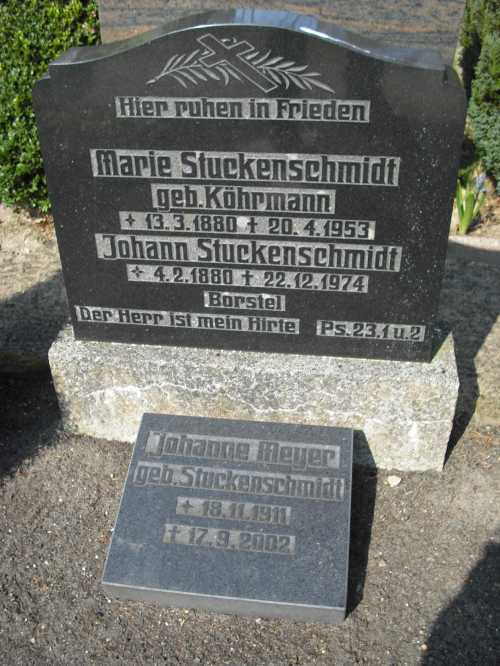 Hier ruhen in Frieden
Marie Stuckenschmidt
geb. Köhrmann
+ 13.3.1880 † 20.4.1953
Johann Stuckenschmidt
+ 4.2.1880 † 22.12.1974
Borstel
Der Herr ist mein Hirte Ps. 23.1 u. 2
Johanne Meyer
geb. Stuckenschmidt
+ 18.11.1911
† 17.9.2002